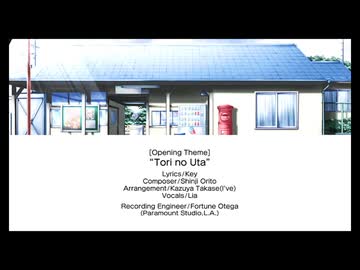 [Opening Theme]
“Tori no Uta”
Lyrics/Key
Composer/Shinji Orito
Arrangement/Kazuya Takase(I've)
Vocals/Lia
Recording Engineer/Fortune Otega
(Paramount Studio.L.A.)